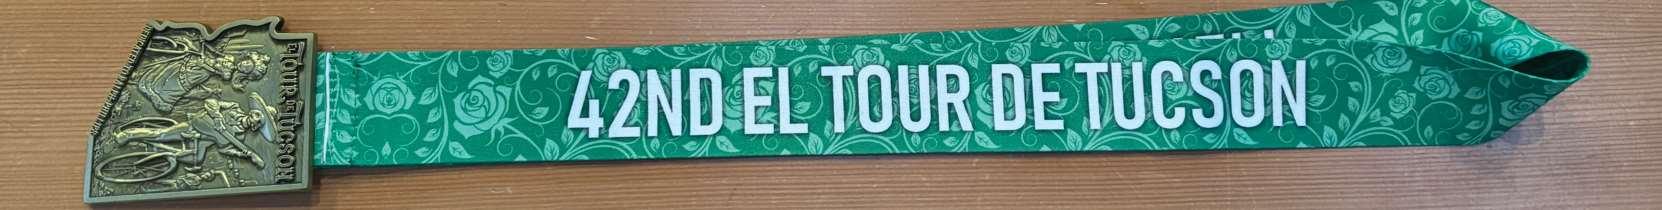 42ND EL TOUR DE TUCSON
El Tour de Tucson